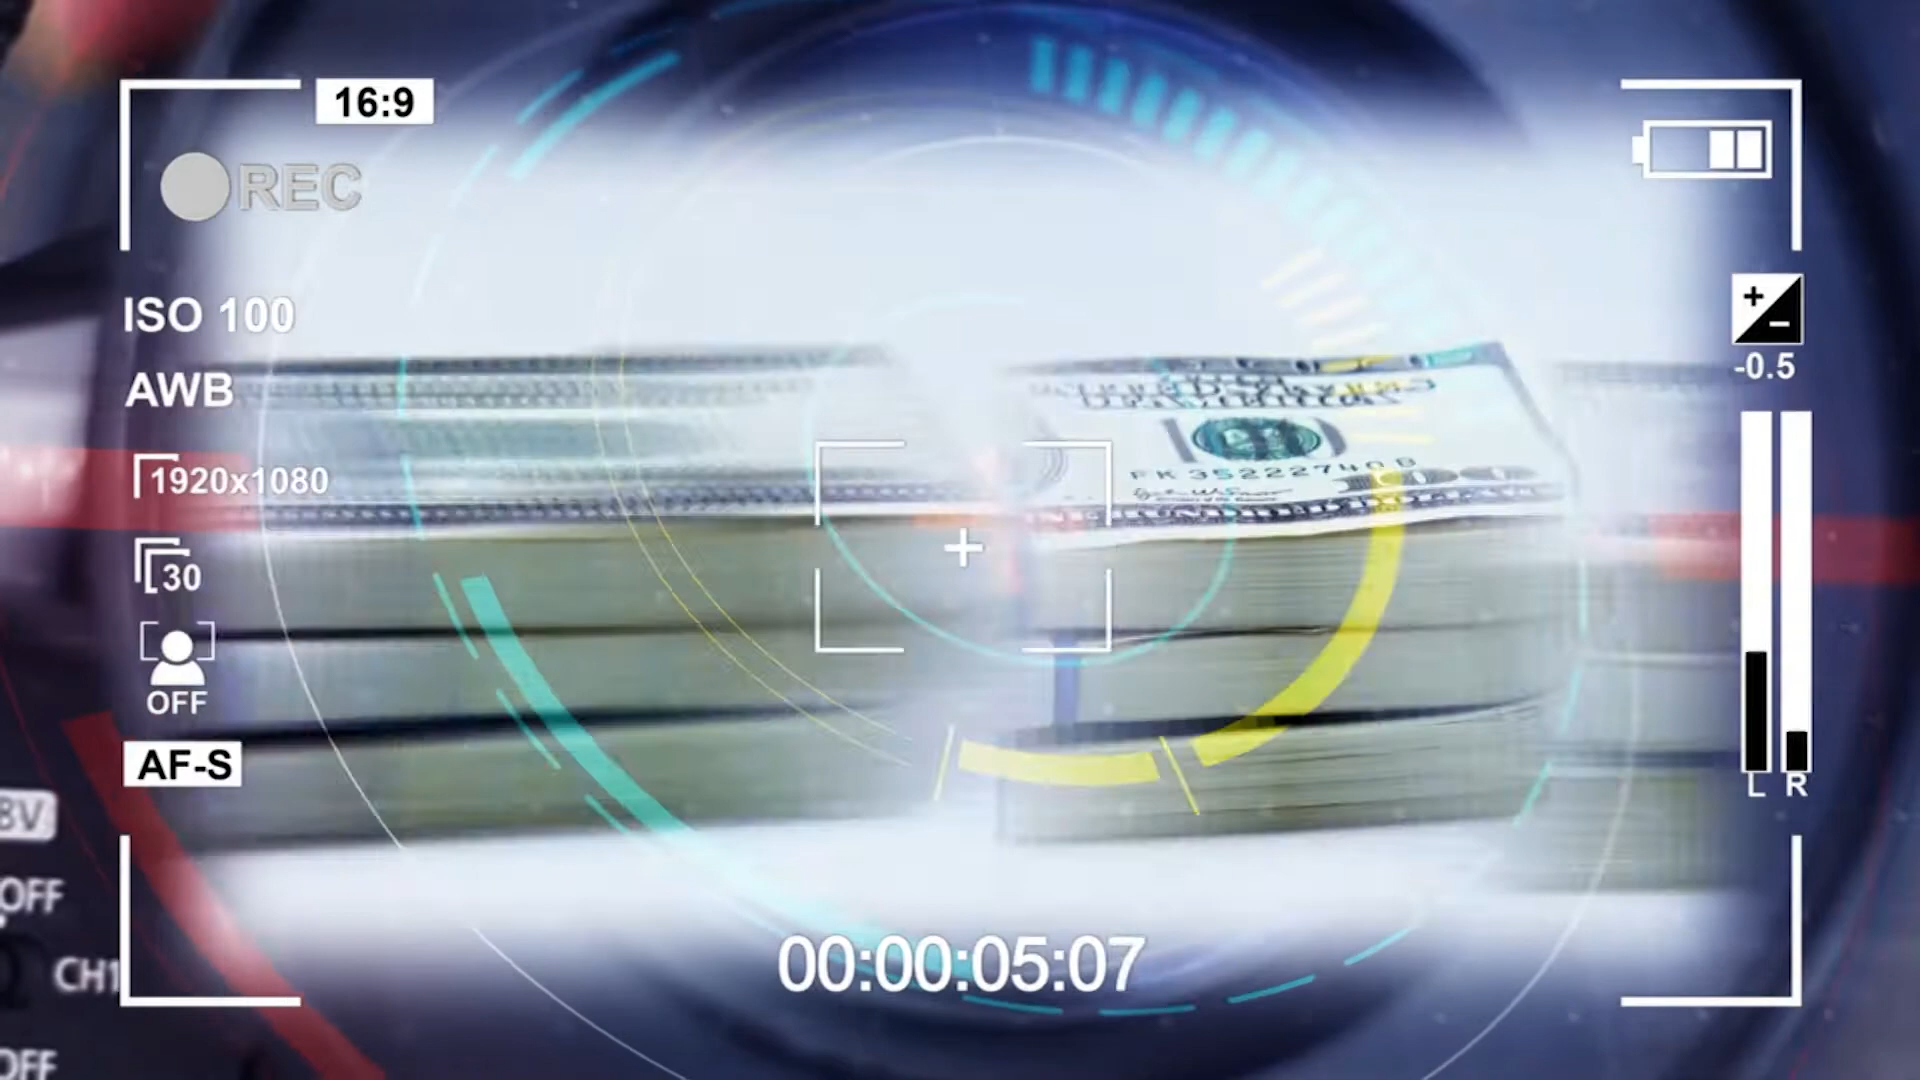 16:9
REC
ISO 100
AWB
-0.5
1920x1080
30
OFF
AF-S
L R
OFF
CH1
00:00:05:07
OFF